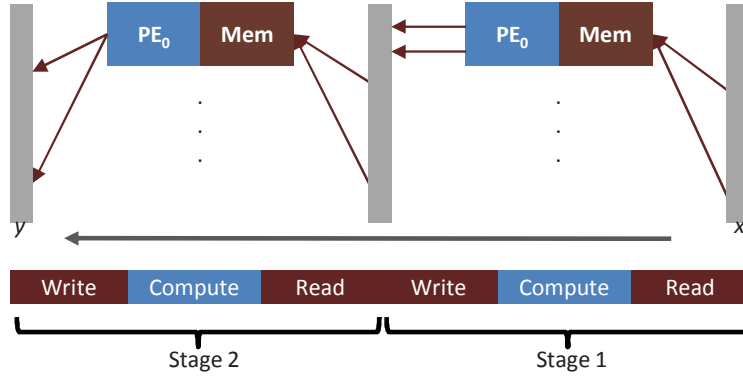 PE₀ Mem PE₀ Mem
. .
. .
. .
y x
Write Compute Read Write Compute Read
Stage 2 Stage 1